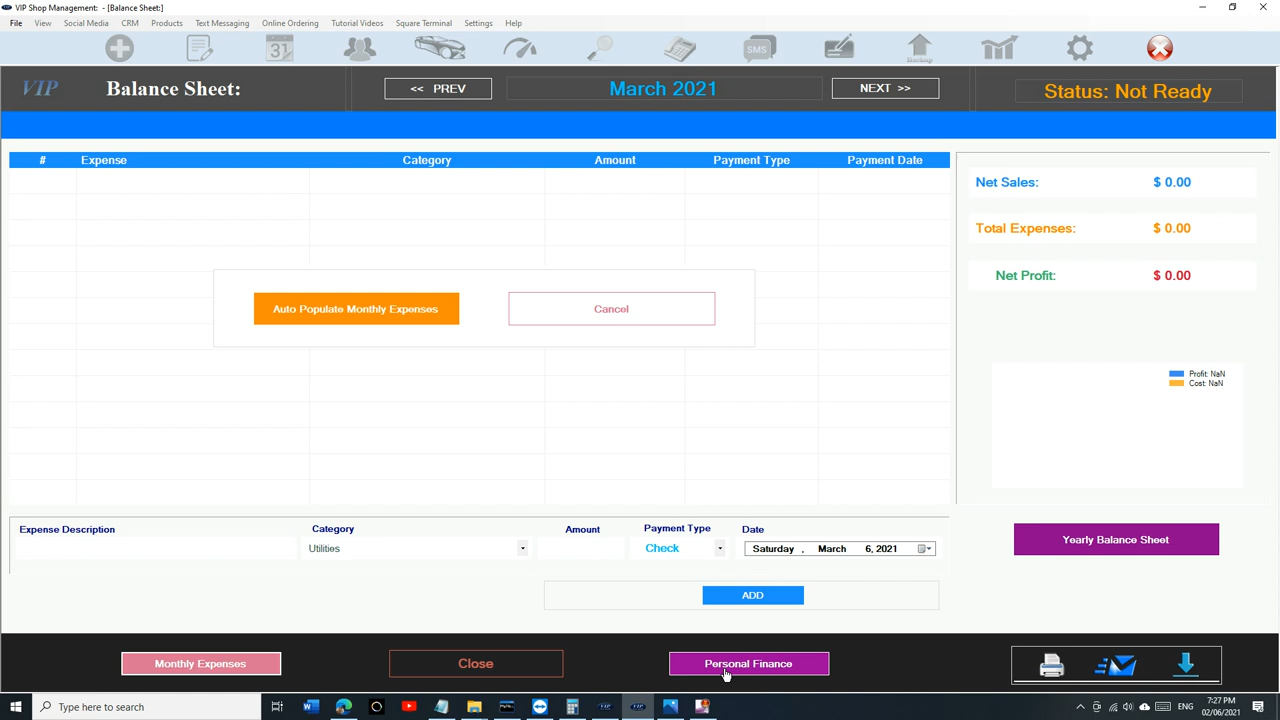 VIP Shop Management: - [Balance Sheet:]
File View Social Media CRM Products Text Messaging Online Ordering Tutorial Videos Square Terminal Settings Help
31 SMS Backup
VIP Balance Sheet: << PREV March 2021 NEXT >> Status: Not Ready
# Expense Category Amount Payment Type Payment Date
Net Sales: $ 0.00
Total Expenses: $ 0.00
Net Profit: $ 0.00
Auto Populate Monthly Expenses Cancel
Profit: NaN
Cost: NaN
Expense Description Category Amount Payment Type Date
Utilities Check Saturday , March 6, 2021
Yearly Balance Sheet
ADD
Monthly Expenses Close Personal Finance
Type here to search
VIP VIP
ENG
7:27 PM
02/06/2021